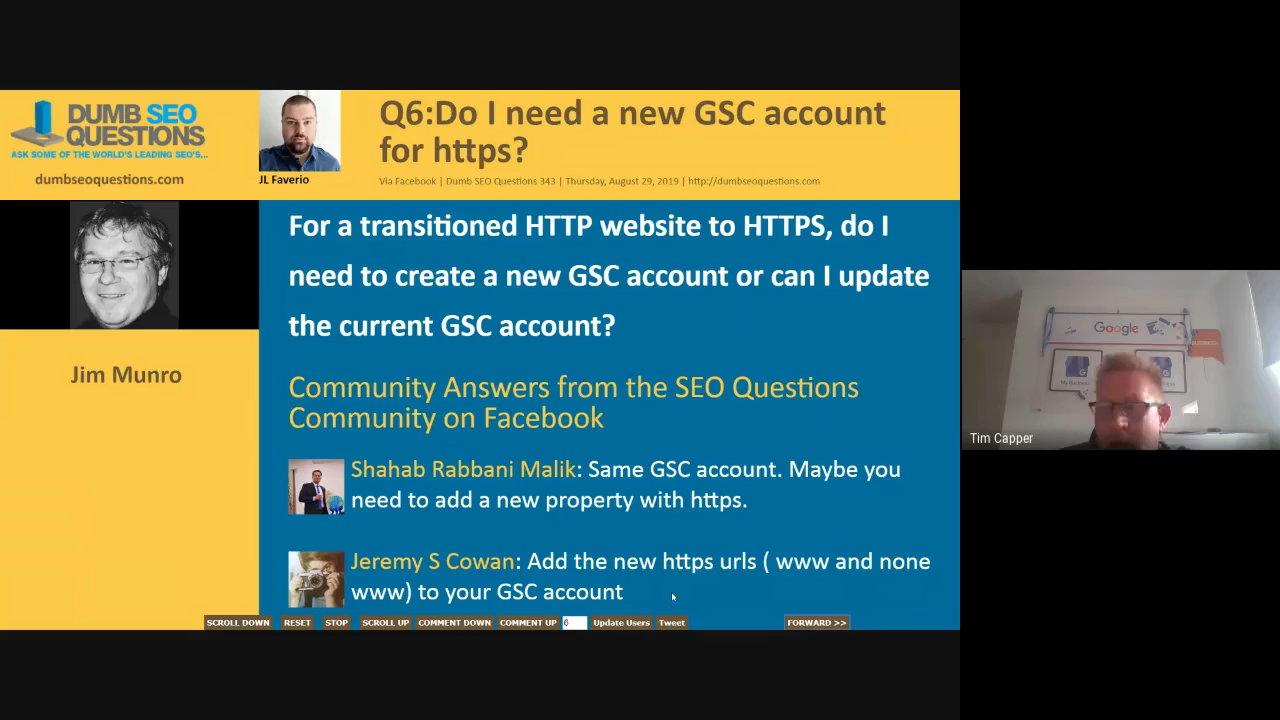 DUMB SEO
QUESTIONS
ASK SOME OF THE WORLD'S LEADING SEO'S...
dumbseoquestions.com
JL Faverio
Q6:Do I need a new GSC account
for https?
Via Facebook | Dumb SEO Questions 343 | Thursday, August 29, 2019 | http://dumbseoquestions.com
Jim Munro
For a transitioned HTTP website to HTTPS, do I
need to create a new GSC account or can I update
the current GSC account?
Community Answers from the SEO Questions
Community on Facebook
Shahab Rabbani Malik: Same GSC account. Maybe you
need to add a new property with https.
Jeremy S Cowan: Add the new https urls ( www and none
www) to your GSC account
SCROLL DOWN RESET STOP SCROLL UP COMMENT DOWN COMMENT UP 6 Update Users Tweet FORWARD >>
Google
My Business
Tim Capper